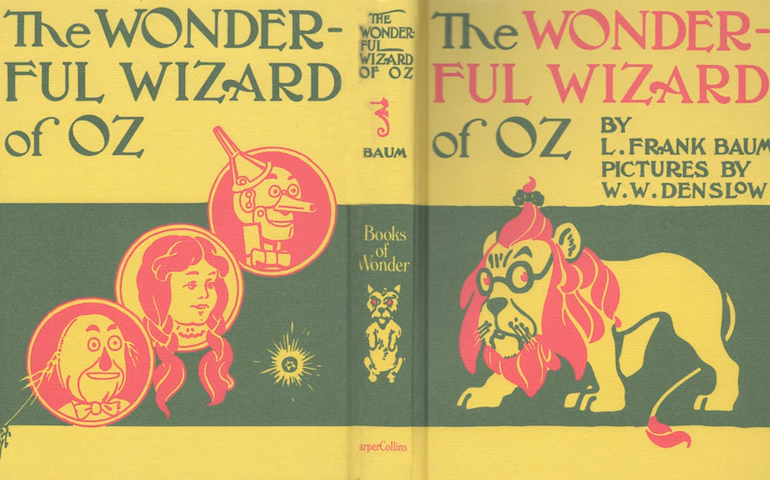 The WONDER-
FUL WIZARD
of OZ
THE
WONDER-
FUL
WIZARD
OF OZ
BAUM
Books
of
Wonder
arperCollins
The WONDER-
FUL WIZARD
of OZ
BY
L. FRANK BAUM
PICTURES BY
W. W. DENSLOW